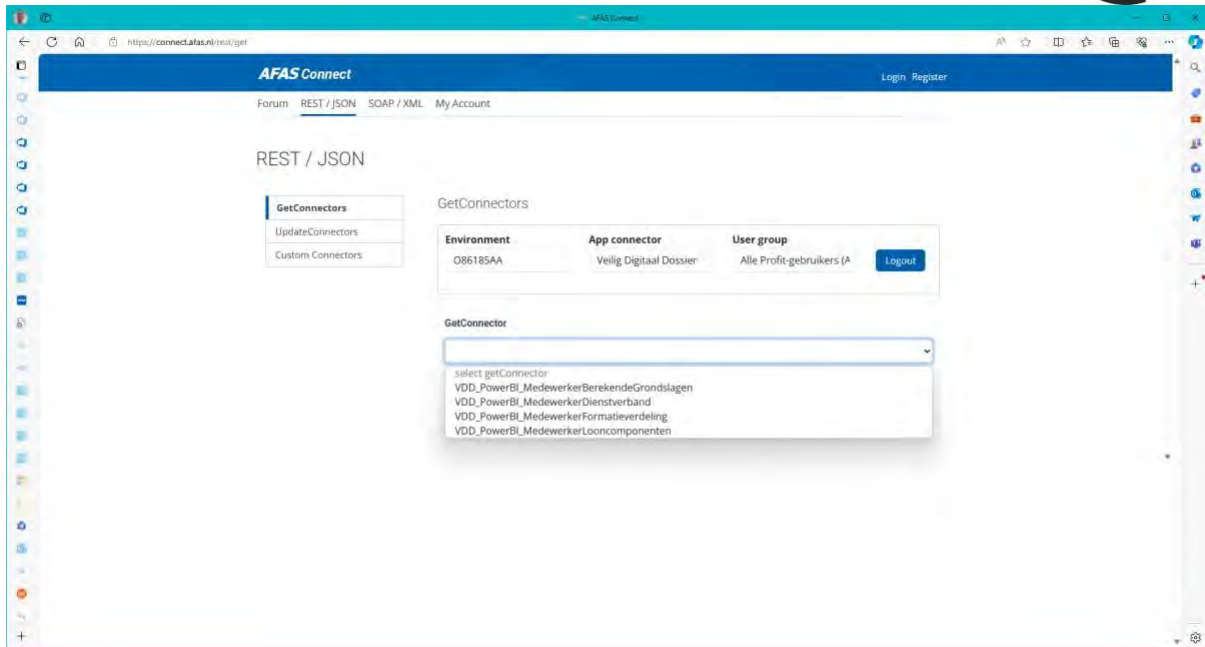 AFAS Connect
https://connect.afas.nl/rest/get
AFAS Connect
Login Register
Forum REST / JSON SOAP / XML My Account
REST / JSON
GetConnectors
UpdateConnectors
Custom Connectors
GetConnectors
Environment App connector User group
O86185AA Veilig Digitaal Dossier Alle Profit-gebruikers (A Logout
GetConnector
select getConnector
VDD_PowerBI_MedewerkerBerekendeGrondslagen
VDD_PowerBI_MedewerkerDienstverband
VDD_PowerBI_MedewerkerFormatieverdeling
VDD_PowerBI_MedewerkerLooncomponenten